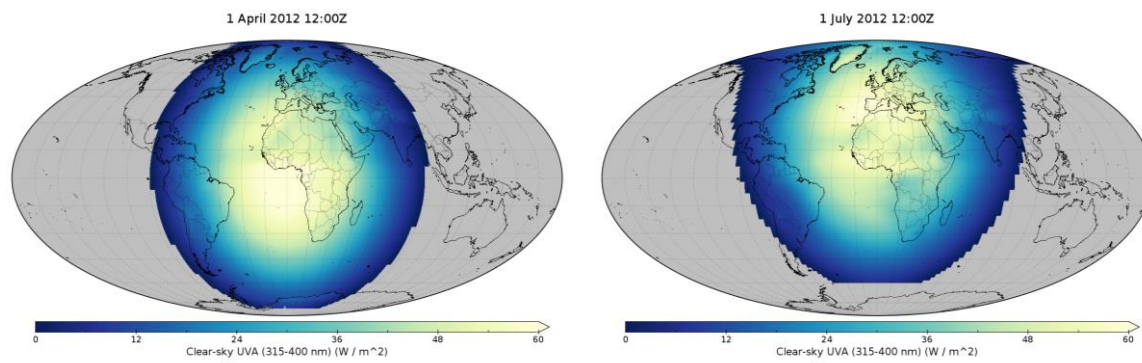 1 April 2012 12:00Z
0 12 24 36 48 60
Clear-sky UVA (315-400 nm) (W / m^2)
1 July 2012 12:00Z
0 12 24 36 48 60
Clear-sky UVA (315-400 nm) (W / m^2)